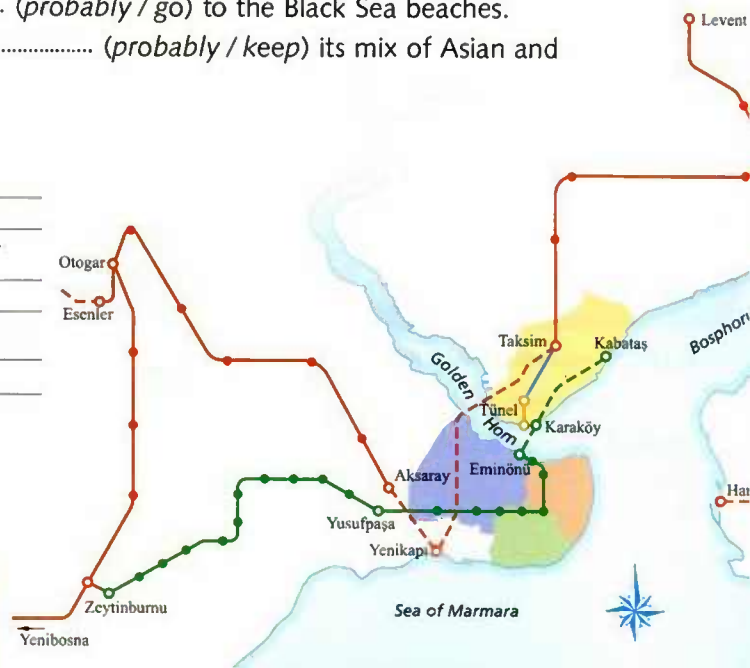 . (probably / go) to the Black Sea beaches.
.................. (probably / keep) its mix of Asian and
Levent
Otogar
Esenler
Taksim
Kabataş
Golden
Horn
Tünel
Karaköy
Eminönü
Aksaray
Yusufpaşa
Yenikapı
Zeytinburnu
Sea of Marmara
Yenibosna